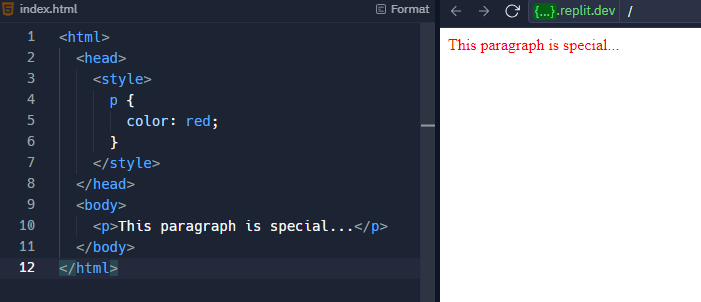 index.html
Format
1 <html>
2   <head>
3     <style>
4       p {
5         color: red;
6       }
7     </style>
8   </head>
9   <body>
10     <p>This paragraph is special...</p>
11   </body>
12 </html>
{...}.replit.dev /
This paragraph is special...